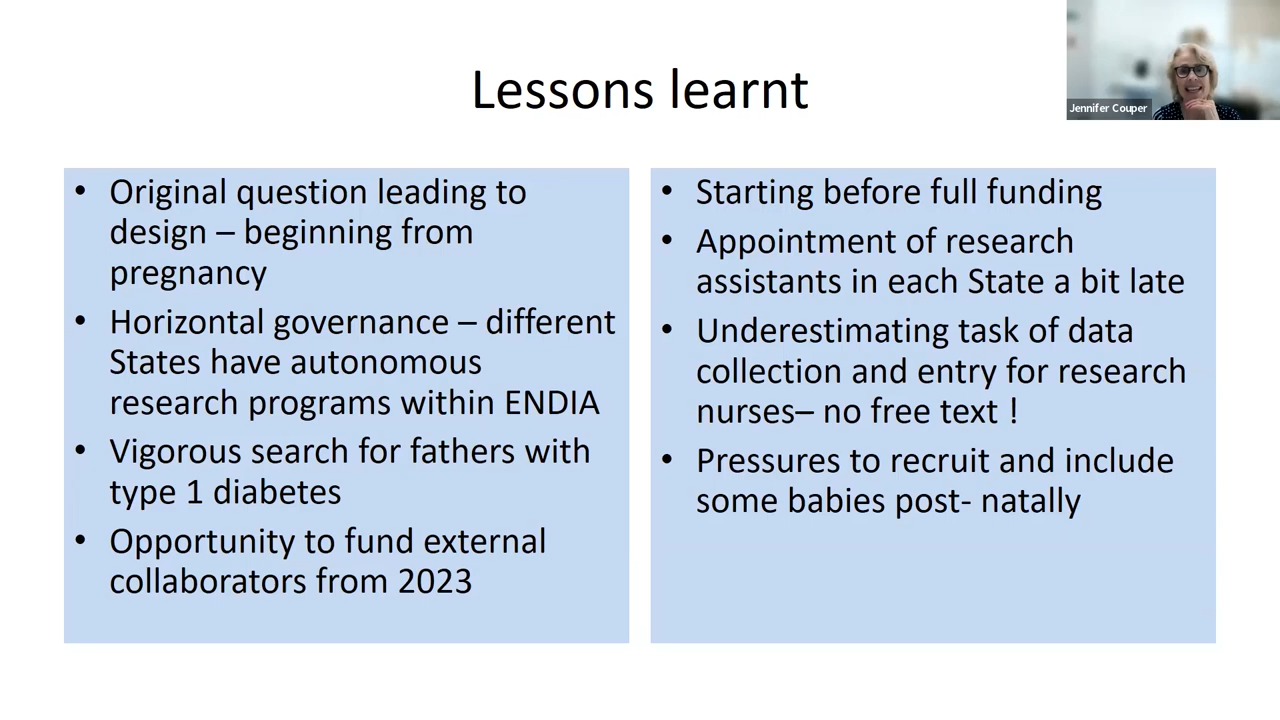 Lessons learnt
Jennifer Couper
• Original question leading to
design – beginning from
pregnancy
• Horizontal governance – different
States have autonomous
research programs within ENDIA
• Vigorous search for fathers with
type 1 diabetes
• Opportunity to fund external
collaborators from 2023
• Starting before full funding
• Appointment of research
assistants in each State a bit late
• Underestimating task of data
collection and entry for research
nurses– no free text !
• Pressures to recruit and include
some babies post- natally